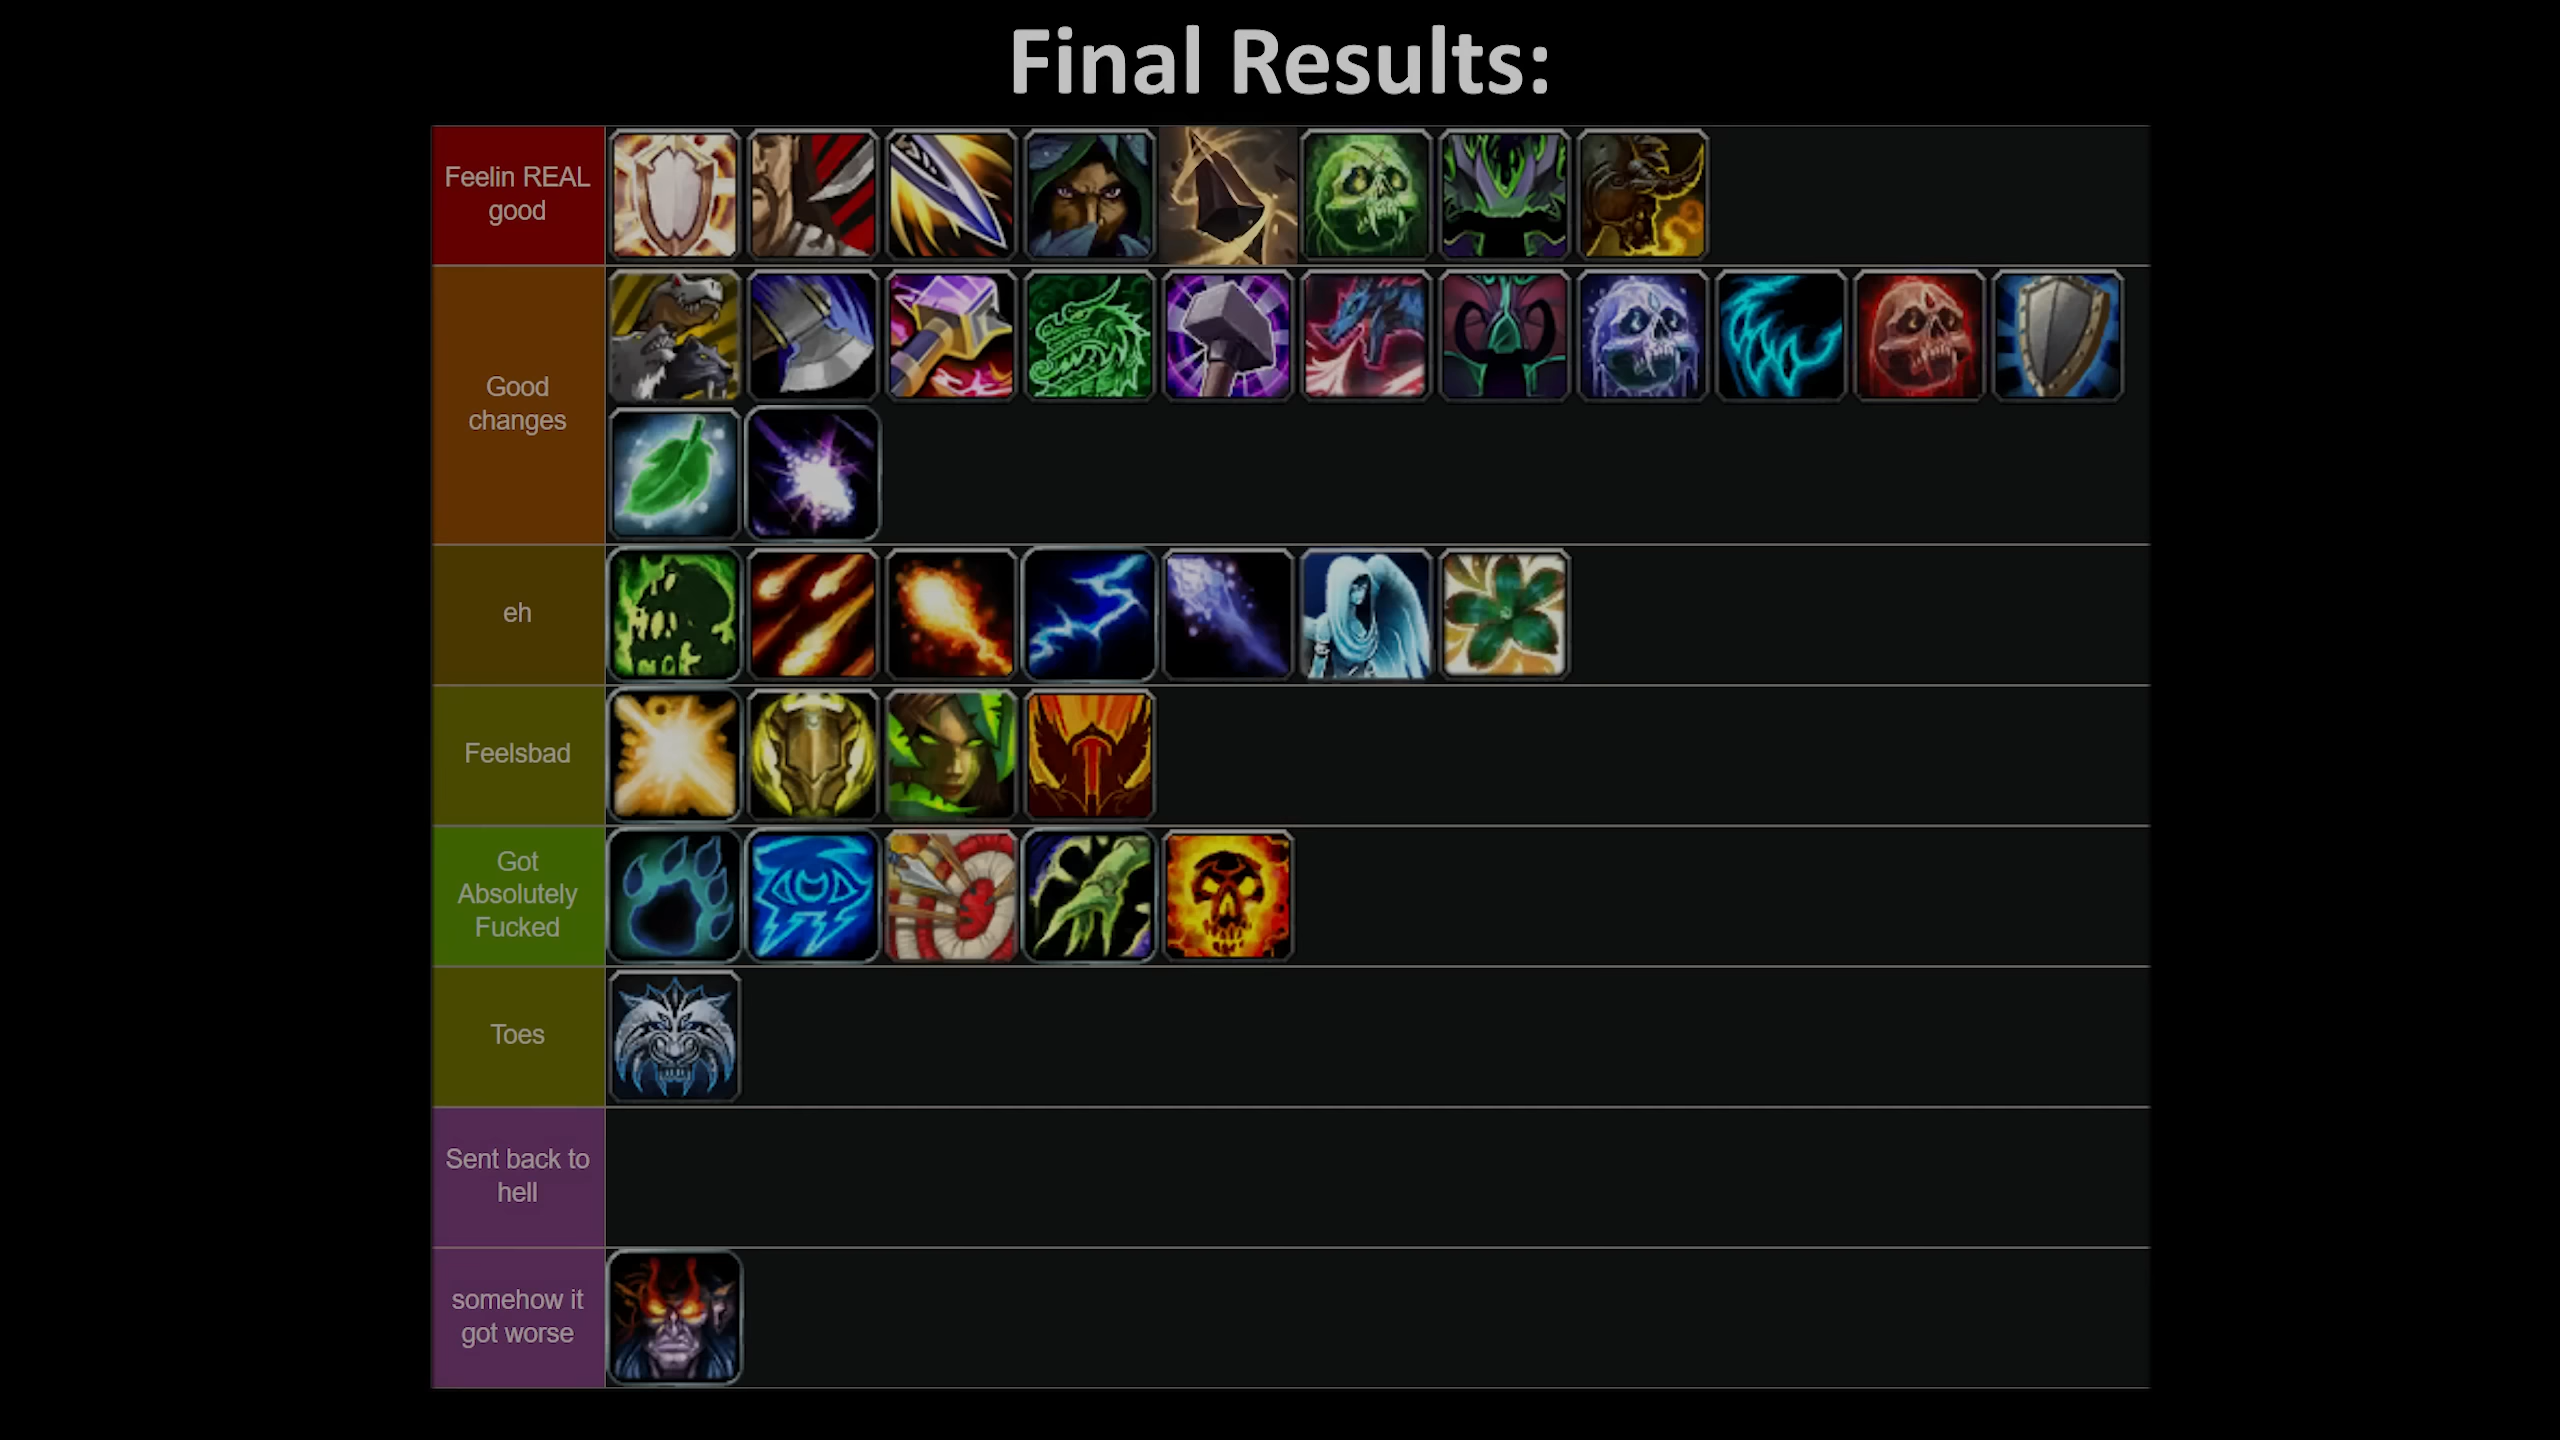 Final Results:
Feelin REAL
good
Good
changes
eh
Feelsbad
Got
Absolutely
Fucked
Toes
Sent back to
hell
somehow it
got worse